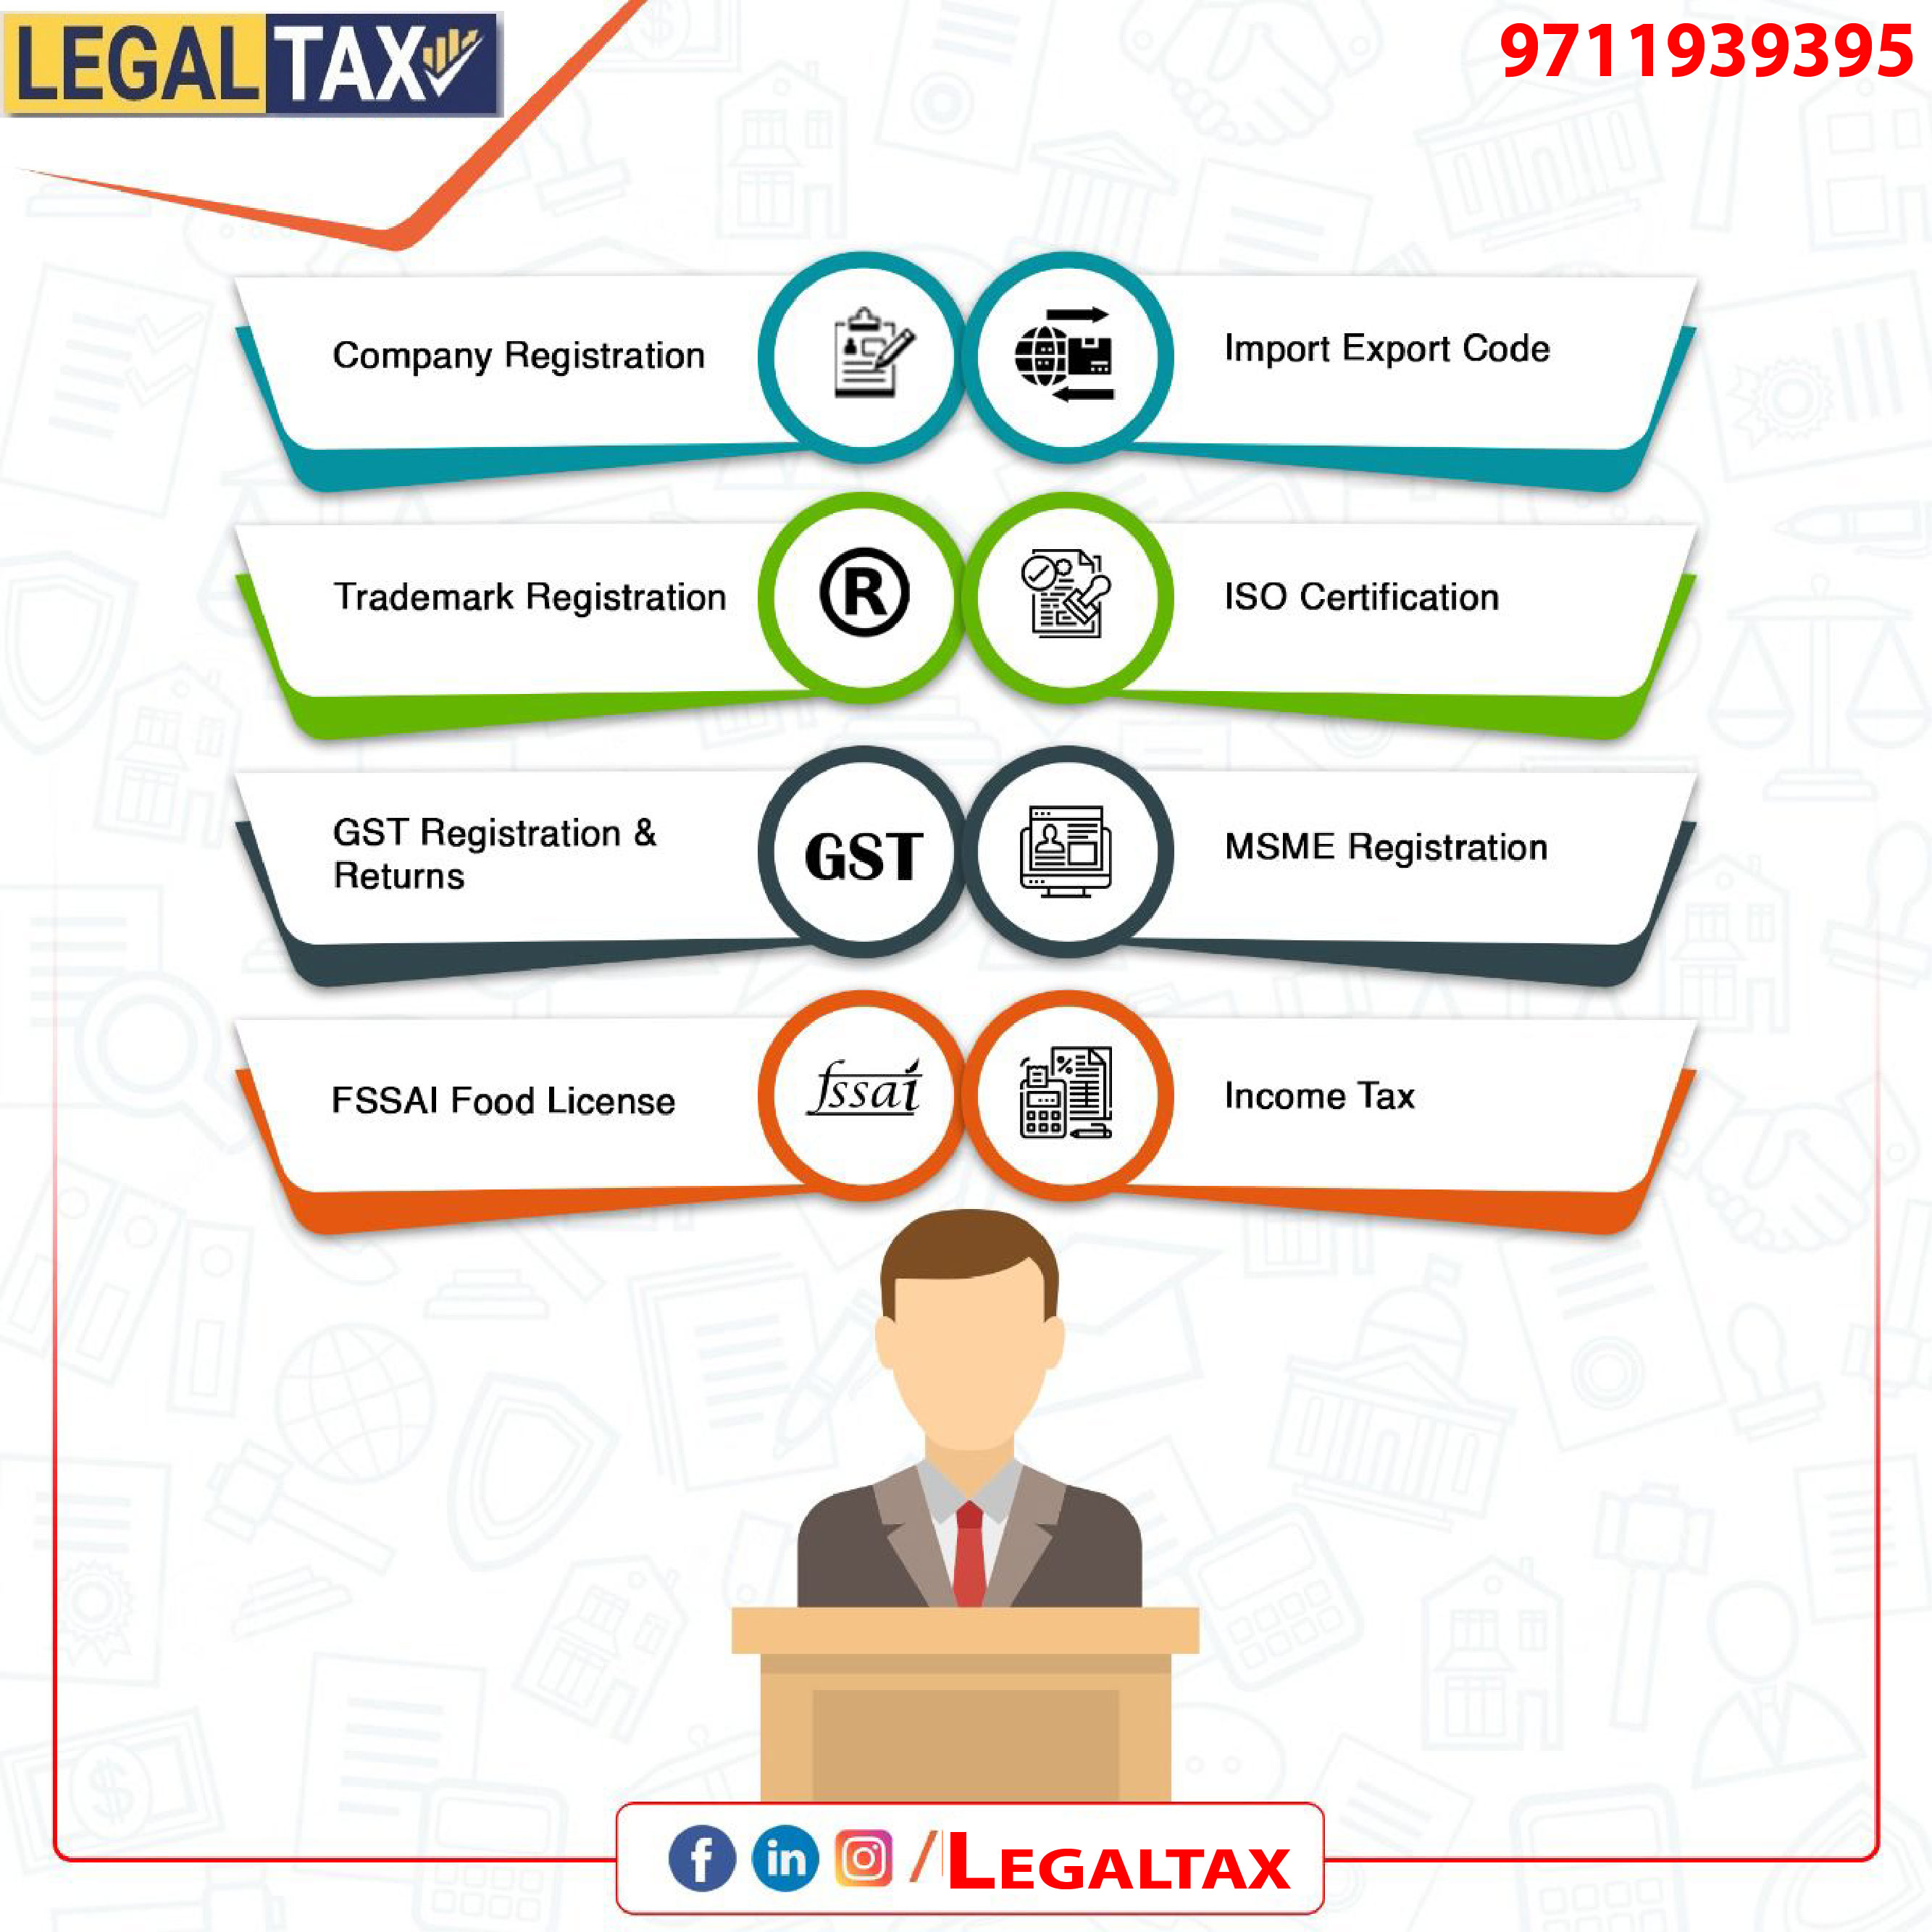 LEGAL TAX
9711939395
Company Registration
Import Export Code
Trademark Registration
®
ISO Certification
GST Registration &
Returns
GST
MSME Registration
FSSAI Food License
fssai
%
Income Tax
f in / LEGALTAX